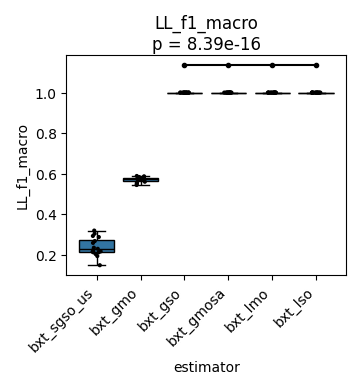 LL_f1_macro
p = 8.39e-16
LL_f1_macro
1.0
0.8
0.6
0.4
0.2
bxt_sgso_us
bxt_gmo
bxt_gso
bxt_gmosa
bxt_lmo
bxt_lso
estimator